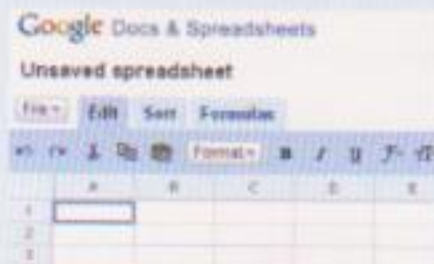 Google Docs & Spreadsheets
Unsaved spreadsheet
File Edit Sort Formulas
Format B I U
A B C D E
1
2
3